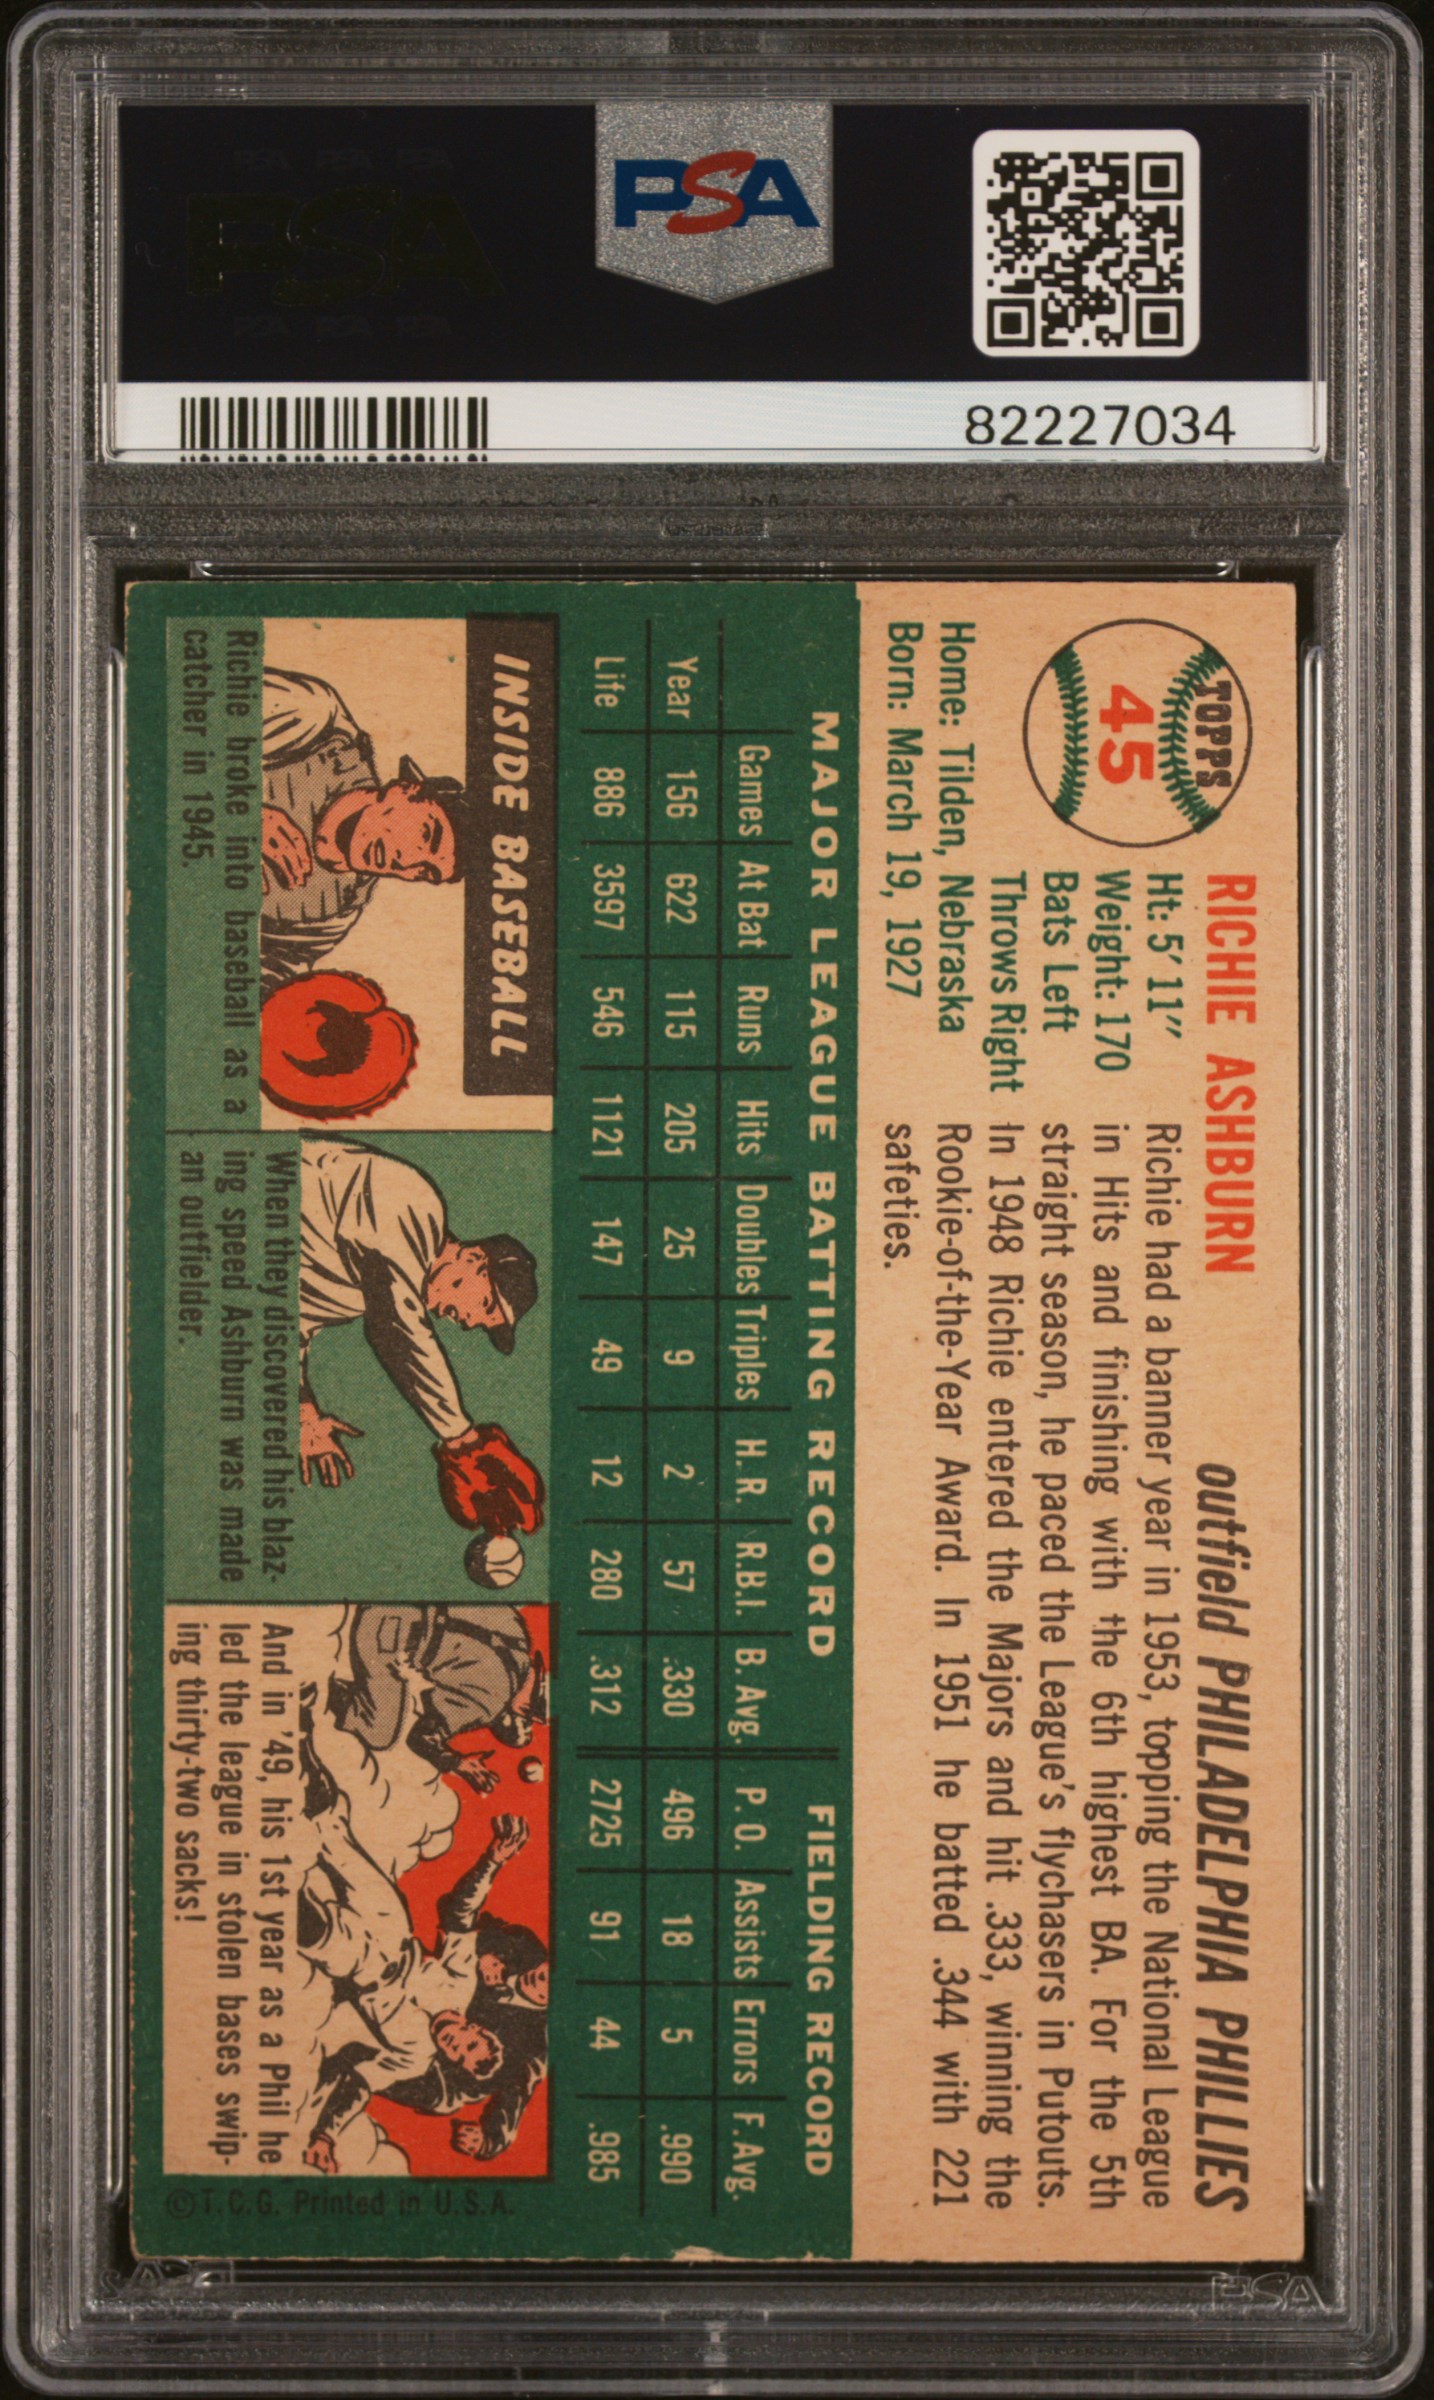 PSA
82227034
TOPPS
45
RICHIE ASHBURN
outfield PHILADELPHIA PHILLIES
Ht: 5' 11"
Weight: 170
Bats Left
Throws Right
Home: Tilden, Nebraska
Born: March 19, 1927
Richie had a banner year in 1953, topping the National League
in Hits and finishing with the 6th highest BA. For the 5th
straight season, he paced the League's flychasers in Putouts.
In 1948 Richie entered the Majors and hit .333, winning the
Rookie-of-the-Year Award. In 1951 he batted .344 with 221
safeties.
MAJOR LEAGUE BATTING RECORD FIELDING RECORD
Games At Bat Runs Hits Doubles Triples H. R. R.B.I. B. Avg. P. O. Assists Errors F. Avg.
Year 156 622 115 205 25 9 2 57 .330 496 18 5 .990
Life 886 3597 546 1121 147 49 12 280 .312 2725 91 44 .985
INSIDE BASEBALL
Richie broke into baseball as a
catcher in 1945.
When they discovered his blaz-
ing speed Ashburn was made
an outfielder.
And in '49, his 1st year as a Phil he
led the league in stolen bases swip-
ing thirty-two sacks!
©T.C.G. Printed in U.S.A.
PSA